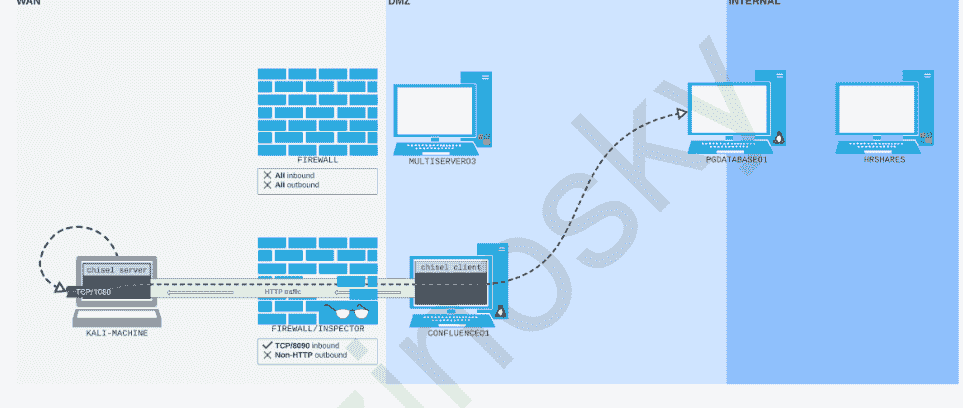 WAN
DMZ
INTERNAL
FIREWALL
All inbound
All outbound
MULTISERVER03
PGDATABASE01
HRSHARES
chisel server
TCP/1080
KALI-MACHINE
HTTP traffic
FIREWALL/INSPECTOR
TCP/8090 inbound
Non-HTTP outbound
chisel client
CONFLUENCE01